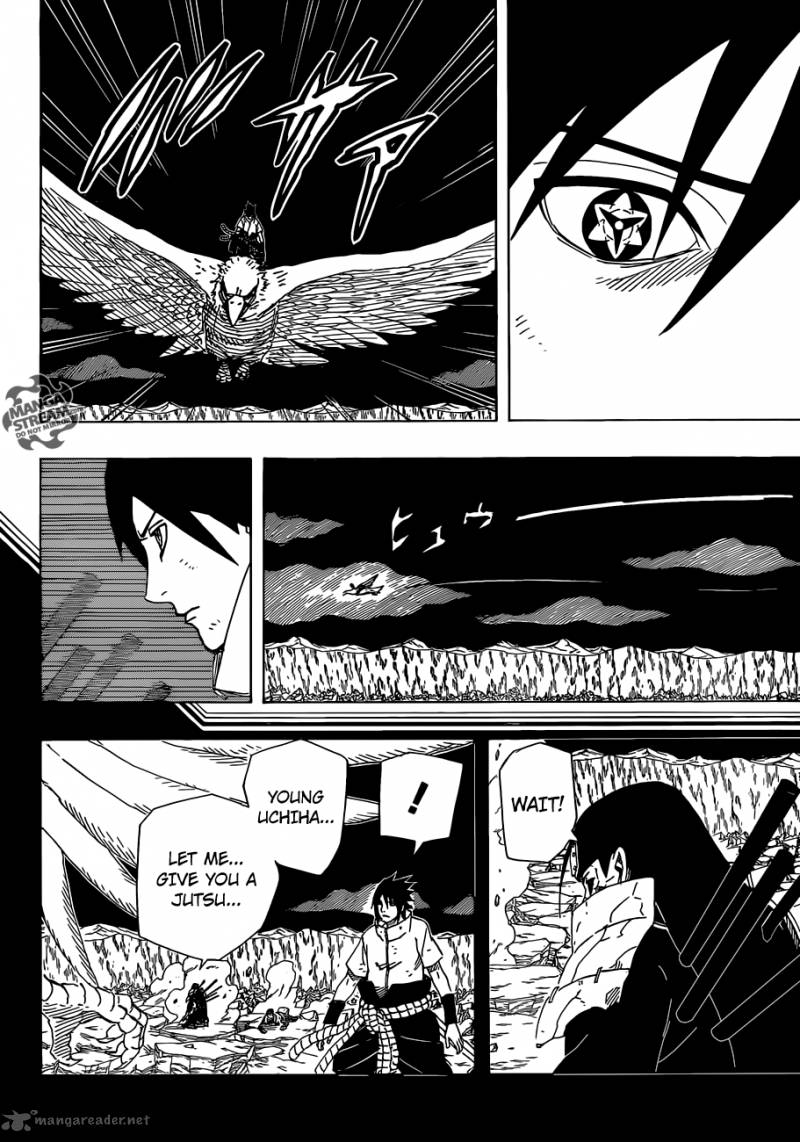 バサァ
MANGA
STREAM
DO NOT MIRROR
ヒュウ
WAIT!
!
YOUNG
UCHIHA...
LET ME...
GIVE YOU A
JUTSU...
mangareader.net